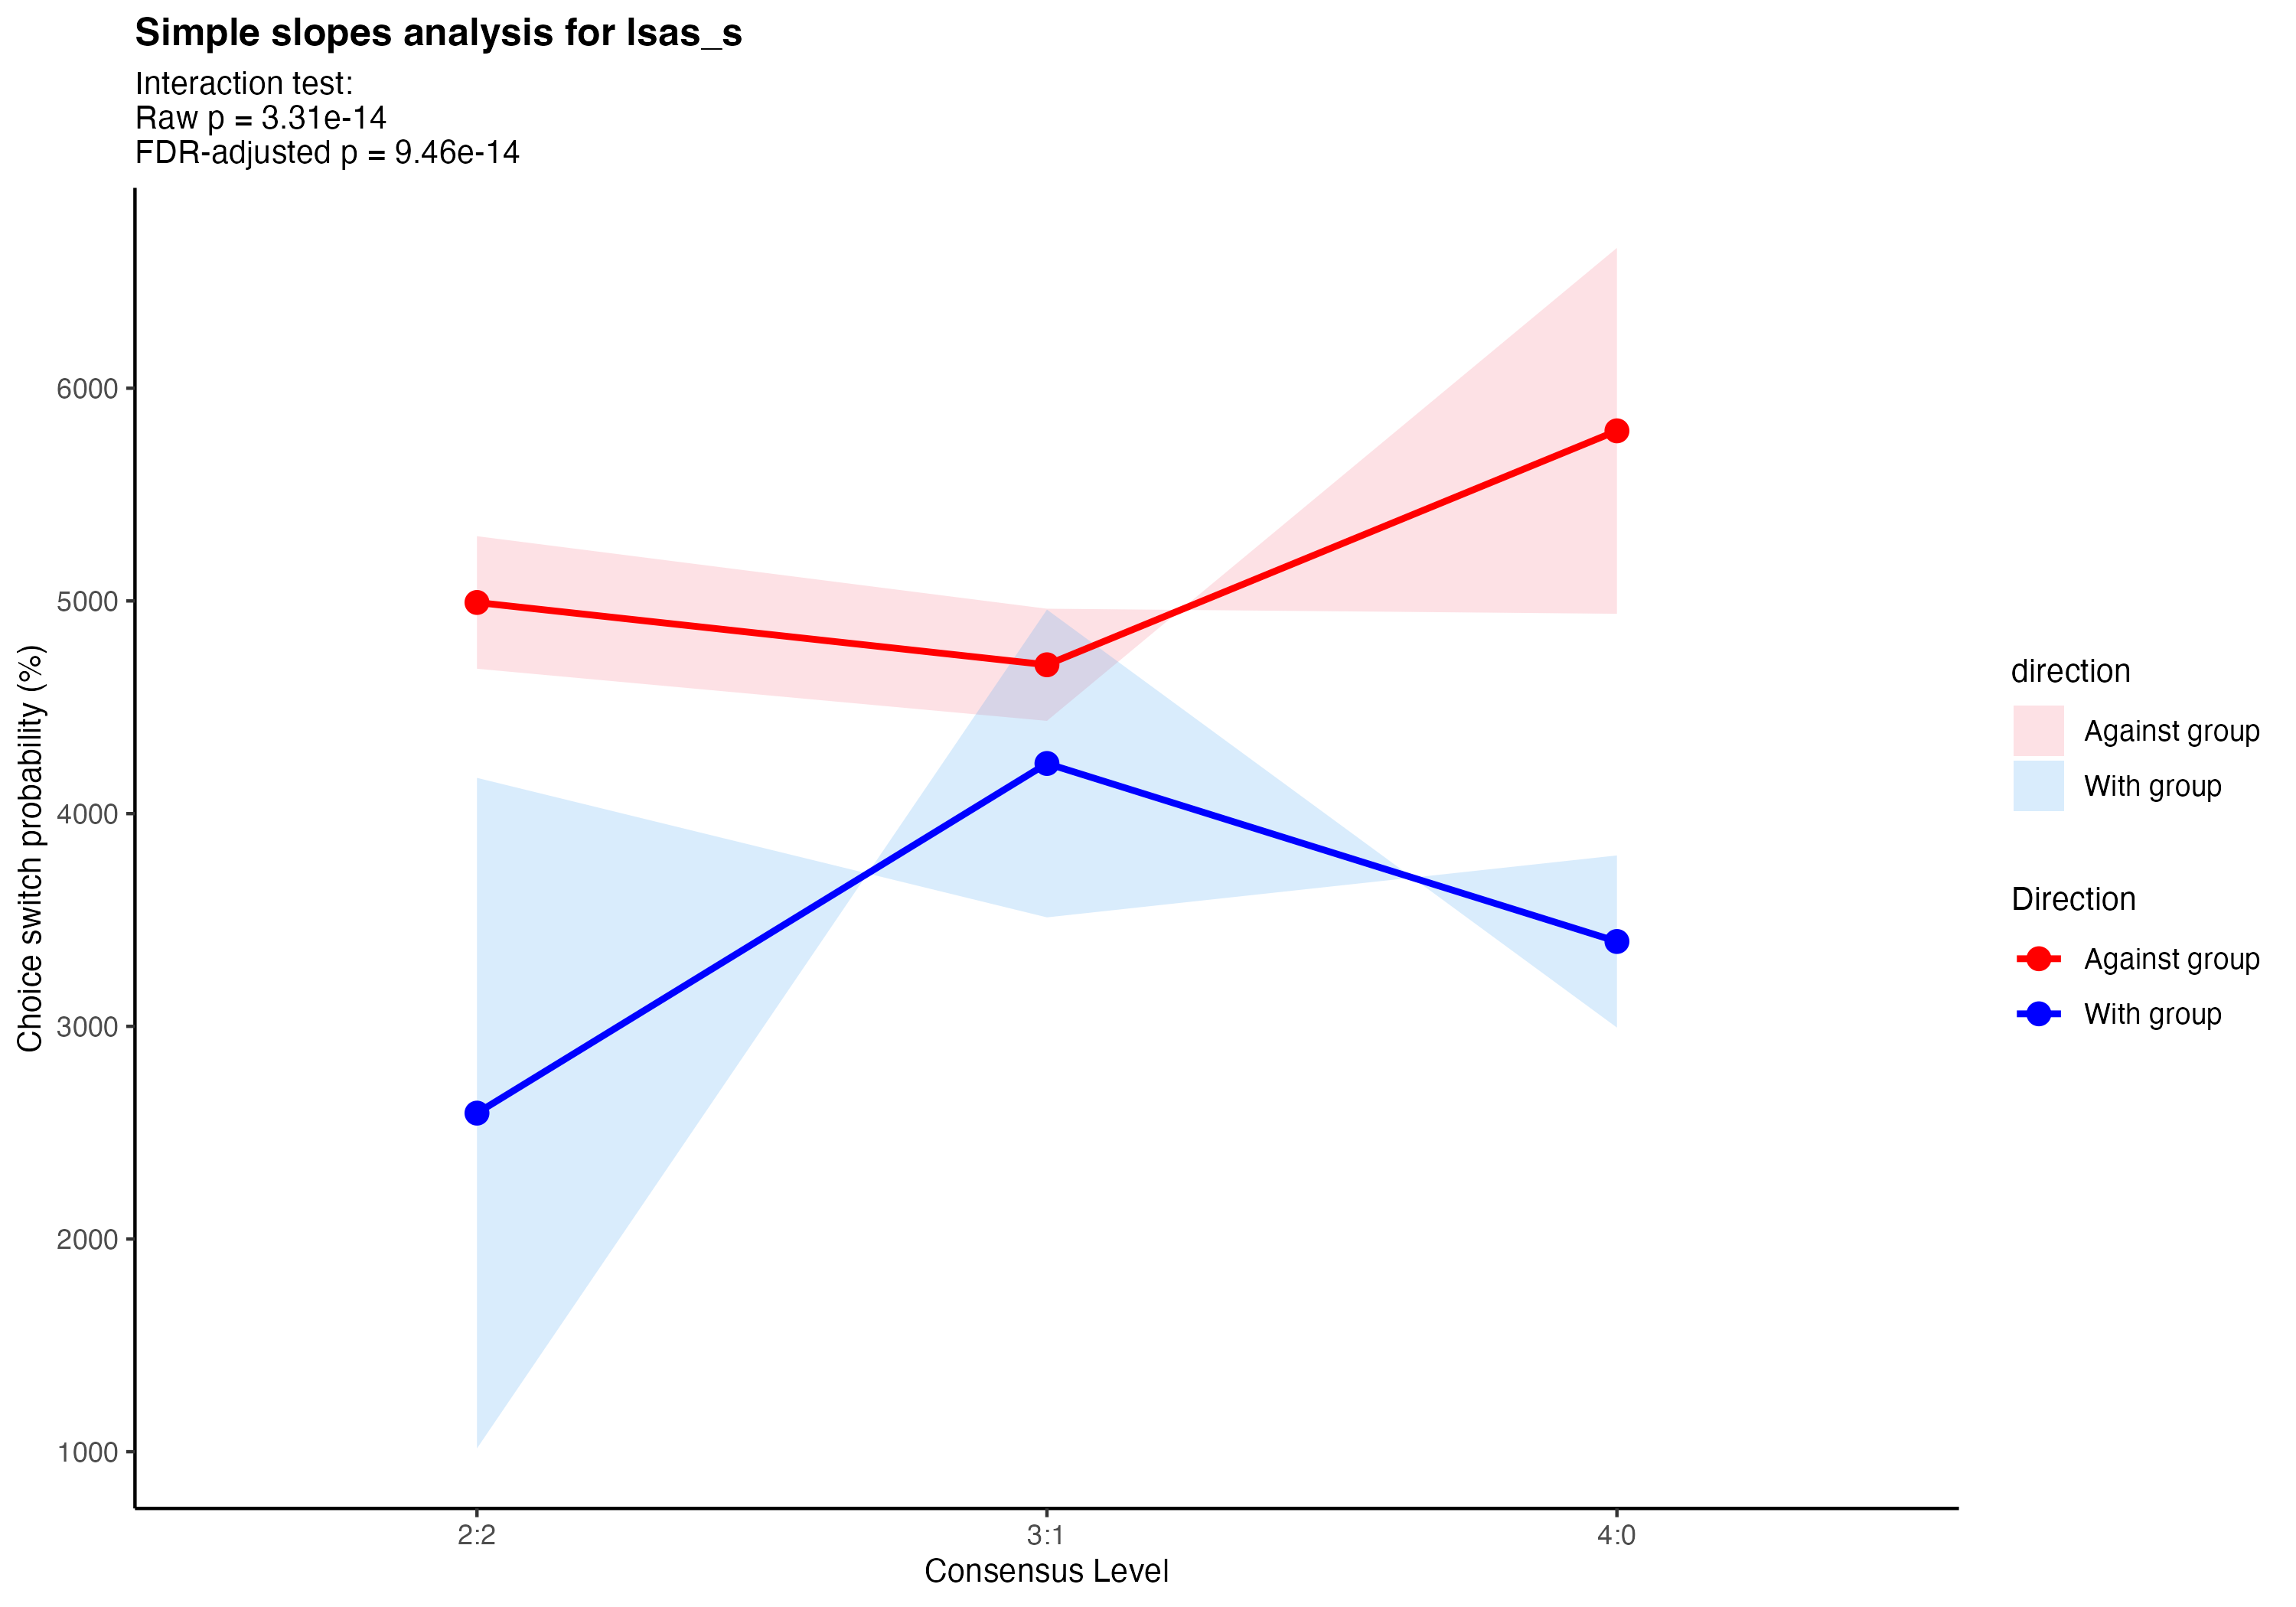 Simple slopes analysis for lsas_s
Interaction test:
Raw p = 3.31e-14
FDR-adjusted p = 9.46e-14
Choice switch probability (%)
6000
5000
4000
3000
2000
1000
2:2
3:1
4:0
Consensus Level
direction
Against group
With group
Direction
Against group
With group